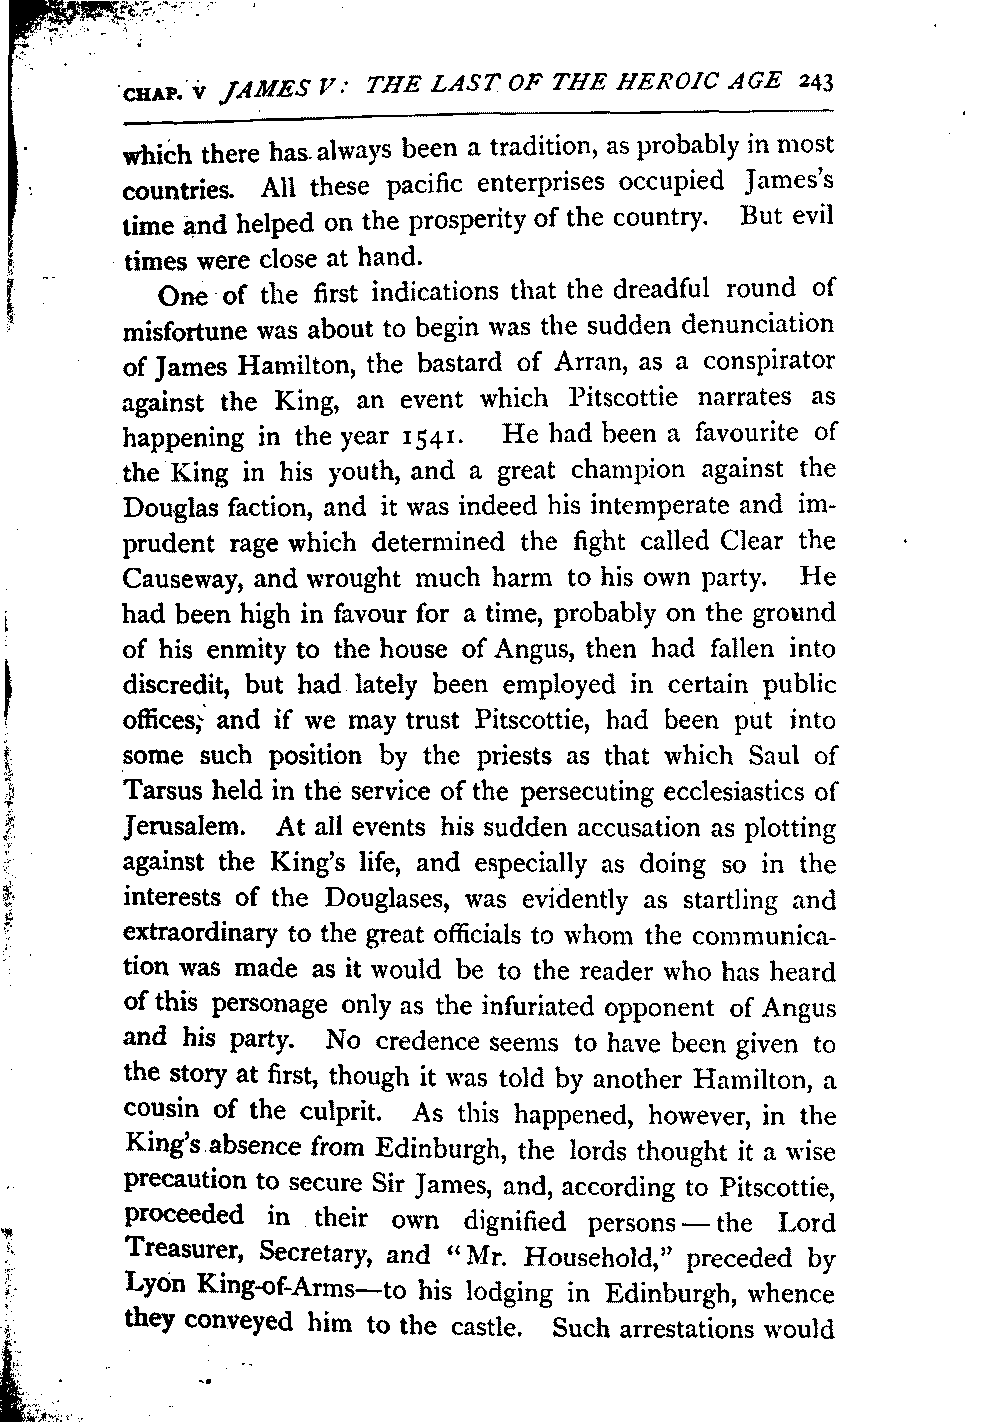 CHAP. V JAMES V: THE LAST OF THE HEROIC AGE 243
which there has always been a tradition, as probably in most
countries. All these pacific enterprises occupied James's
time and helped on the prosperity of the country. But evil
times were close at hand.
One of the first indications that the dreadful round of
misfortune was about to begin was the sudden denunciation
of James Hamilton, the bastard of Arran, as a conspirator
against the King, an event which Pitscottie narrates as
happening in the year 1541. He had been a favourite of
the King in his youth, and a great champion against the
Douglas faction, and it was indeed his intemperate and im-
prudent rage which determined the fight called Clear the
Causeway, and wrought much harm to his own party. He
had been high in favour for a time, probably on the ground
of his enmity to the house of Angus, then had fallen into
discredit, but had lately been employed in certain public
offices; and if we may trust Pitscottie, had been put into
some such position by the priests as that which Saul of
Tarsus held in the service of the persecuting ecclesiastics of
Jerusalem. At all events his sudden accusation as plotting
against the King's life, and especially as doing so in the
interests of the Douglases, was evidently as startling and
extraordinary to the great officials to whom the communica-
tion was made as it would be to the reader who has heard
of this personage only as the infuriated opponent of Angus
and his party. No credence seems to have been given to
the story at first, though it was told by another Hamilton, a
cousin of the culprit. As this happened, however, in the
King's absence from Edinburgh, the lords thought it a wise
precaution to secure Sir James, and, according to Pitscottie,
proceeded in their own dignified persons — the Lord
Treasurer, Secretary, and "Mr. Household," preceded by
Lyon King-of-Arms—to his lodging in Edinburgh, whence
they conveyed him to the castle. Such arrestations would